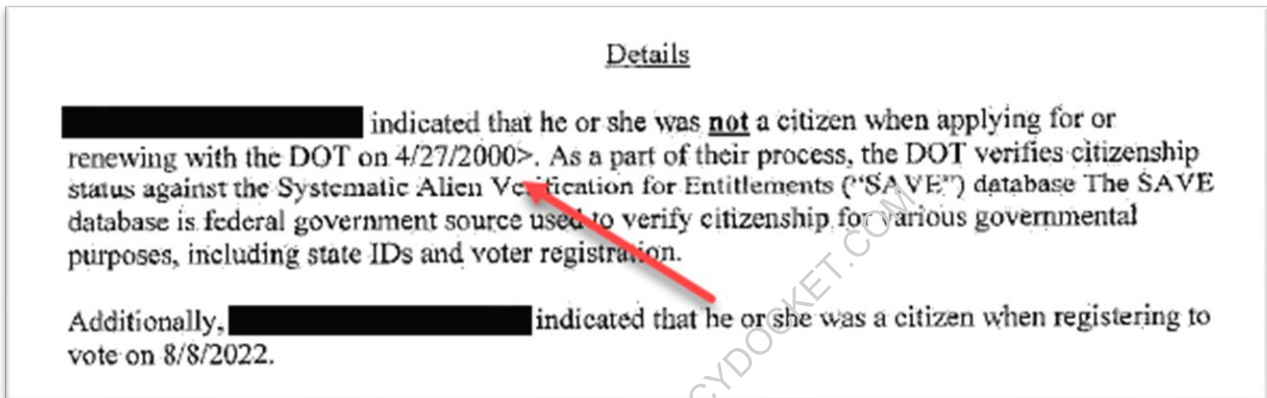 Details
indicated that he or she was not a citizen when applying for or
renewing with the DOT on 4/27/2000>. As a part of their process, the DOT verifies citizenship
status against the Systematic Alien Verification for Entitlements ("SAVE") database The SAVE
database is federal government source used to verify citizenship for various governmental
purposes, including state IDs and voter registration.
Additionally, indicated that he or she was a citizen when registering to
vote on 8/8/2022.
CYDOCKET.COM